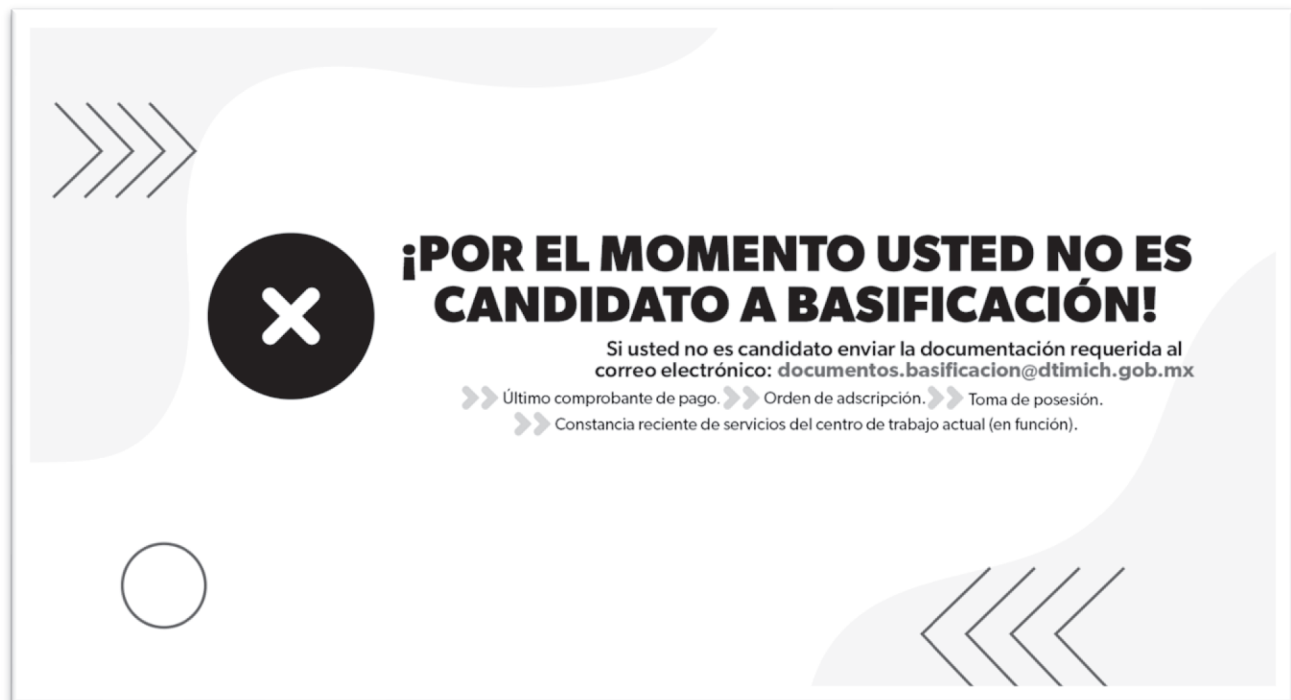 ¡POR EL MOMENTO USTED NO ES
CANDIDATO A BASIFICACIÓN!
Si usted no es candidato enviar la documentación requerida al
correo electrónico: documentos.basificacion@dtimich.gob.mx
Último comprobante de pago. Orden de adscripción. Toma de posesión.
Constancia reciente de servicios del centro de trabajo actual (en función).